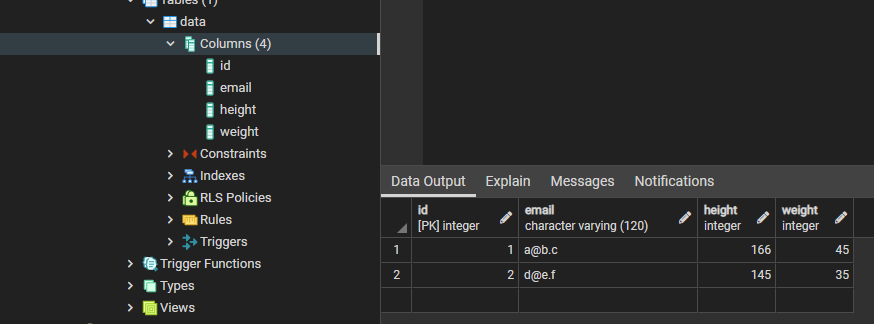 Tables (1)
data
Columns (4)
id
email
height
weight
Constraints
Indexes
RLS Policies
Rules
Triggers
Trigger Functions
Types
Views
Data Output Explain Messages Notifications
id email height weight
[PK] integer character varying (120) integer integer
1 1 a@b.c 166 45
2 2 d@e.f 145 35